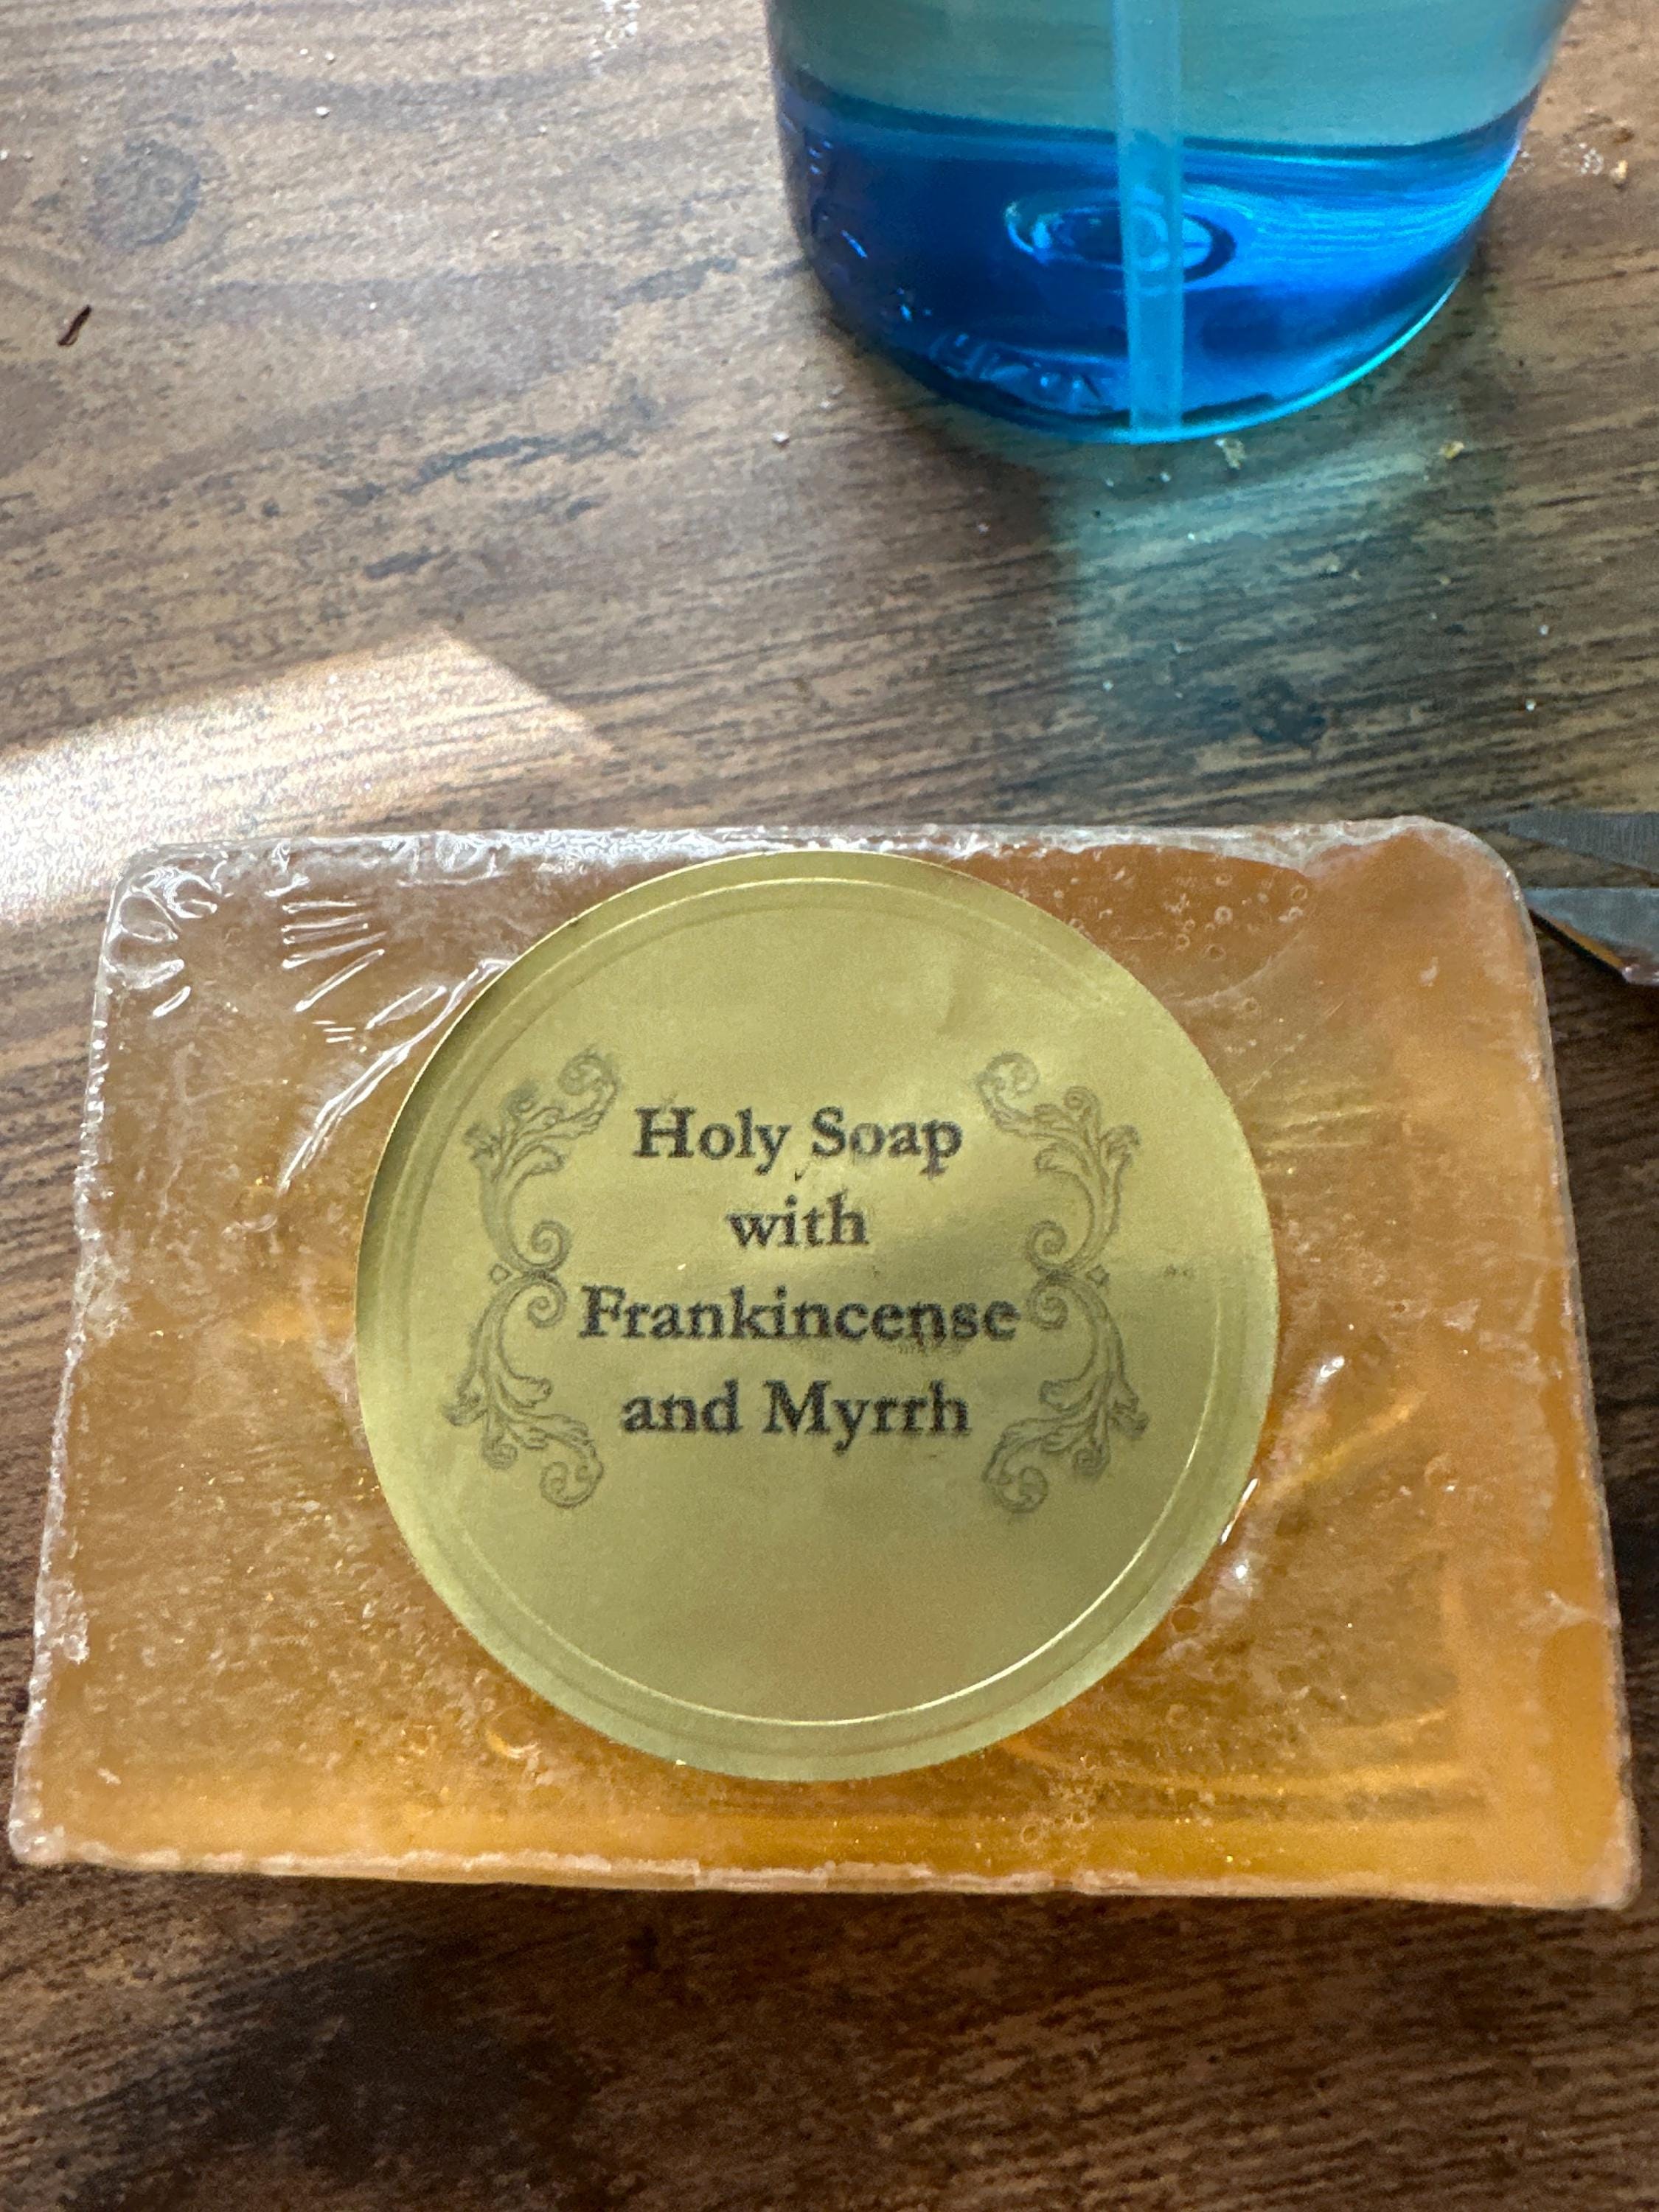 Holy Soap
with
Frankincense
and Myrrh